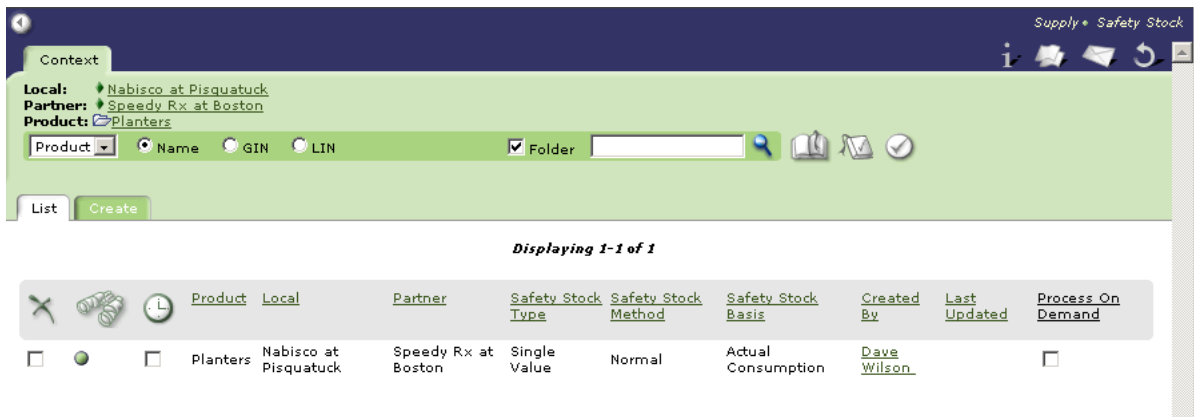 Supply • Safety Stock
Context
Local: Nabisco at Pisquatuck
Partner: Speedy Rx at Boston
Product: Planters
Product Name GIN LIN Folder
List Create
Displaying 1-1 of 1
Product Local Partner Safety Stock Type Safety Stock Method Safety Stock Basis Created By Last Updated Process On Demand
Planters Nabisco at Pisquatuck Speedy Rx at Boston Single Value Normal Actual Consumption Dave Wilson